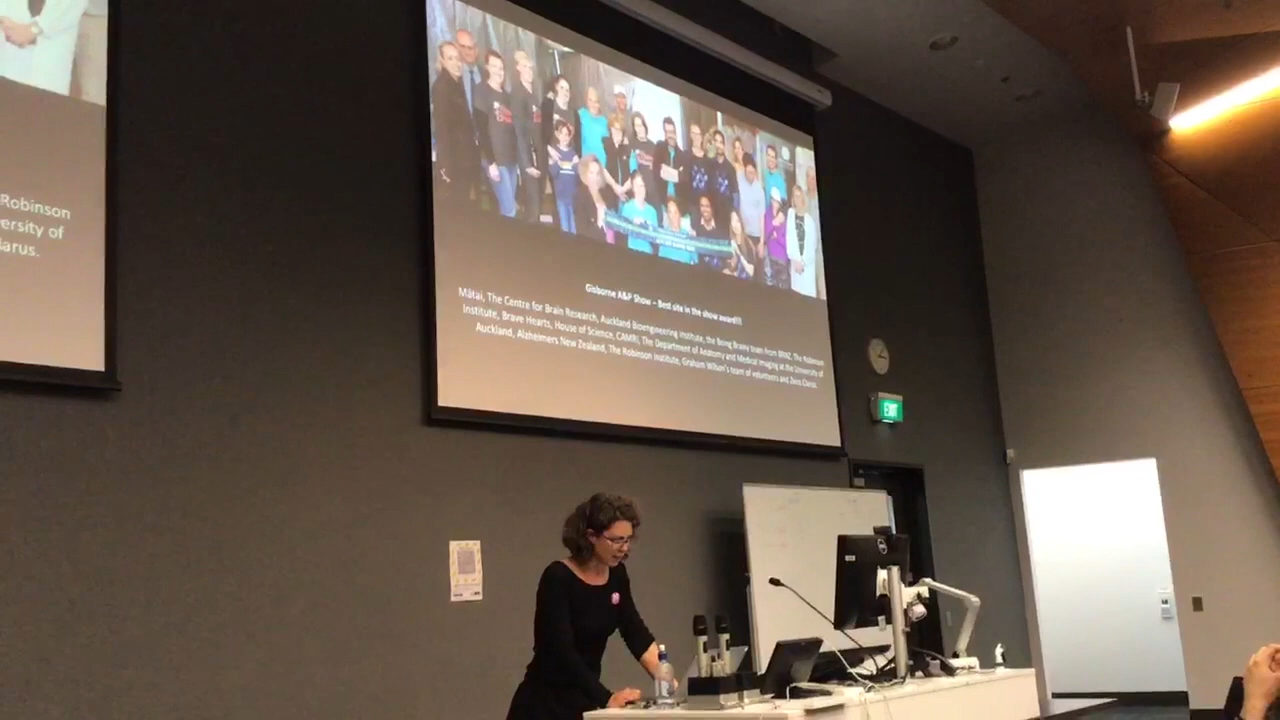 Robinson
ersity of
larus.
Gisborne A&P Show – Best site in the show award!!!
Mātai, The Centre for Brain Research, Auckland Bioengineering Institute, the Being Brainy team from BRNZ, The Robinson
Institute, Brave Hearts, House of Science, CAMRI, The Department of Anatomy and Medical Imaging at the University of
Auckland, Alzheimers New Zealand, The Robinson Institute, Graham Wilson's team of volunteers and Zeus Clarus.
EXIT